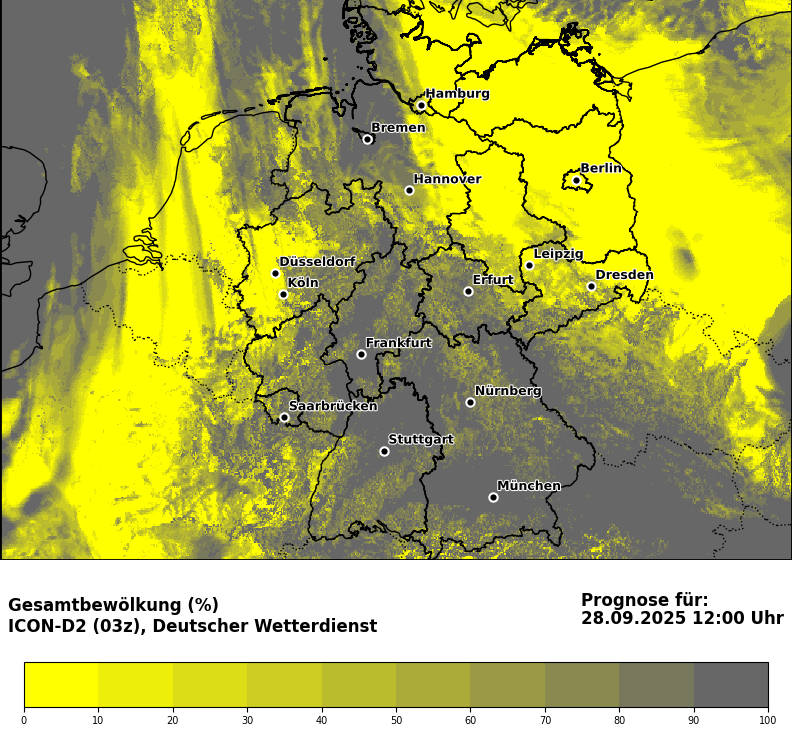 Hamburg
Bremen
Berlin
Hannover
Leipzig
Düsseldorf
Dresden
Köln
Erfurt
Frankfurt
Nürnberg
Saarbrücken
Stuttgart
München
Gesamtbewölkung (%)
ICON-D2 (03z), Deutscher Wetterdienst
Prognose für:
28.09.2025 12:00 Uhr
0 10 20 30 40 50 60 70 80 90 100